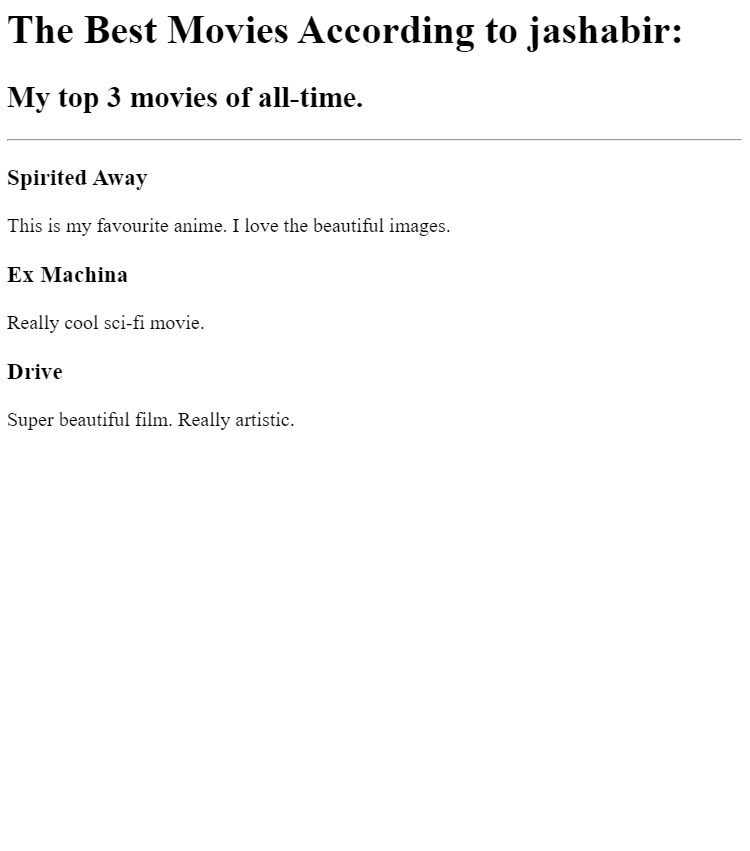 The Best Movies According to jashabir:
My top 3 movies of all-time.
Spirited Away
This is my favourite anime. I love the beautiful images.
Ex Machina
Really cool sci-fi movie.
Drive
Super beautiful film. Really artistic.